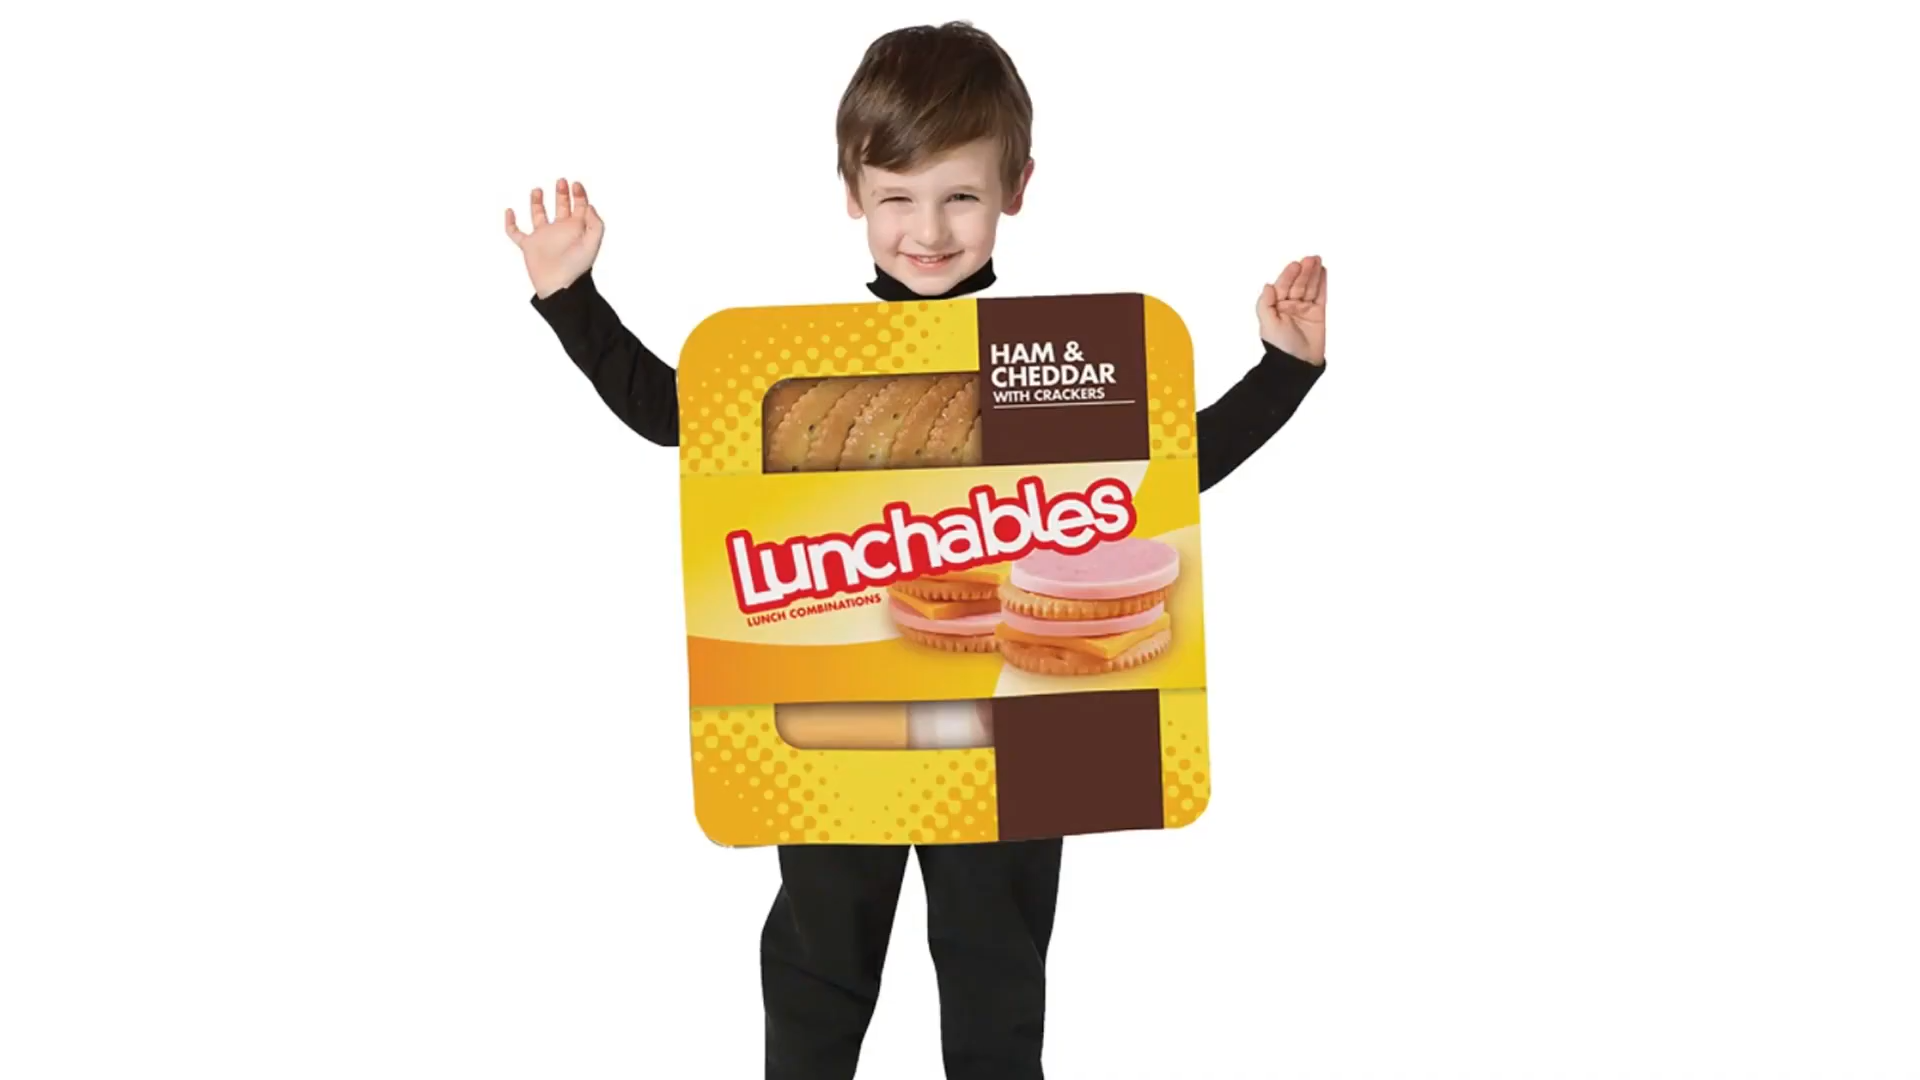 HAM &
CHEDDAR
WITH CRACKERS
Lunchables
LUNCH COMBINATIONS